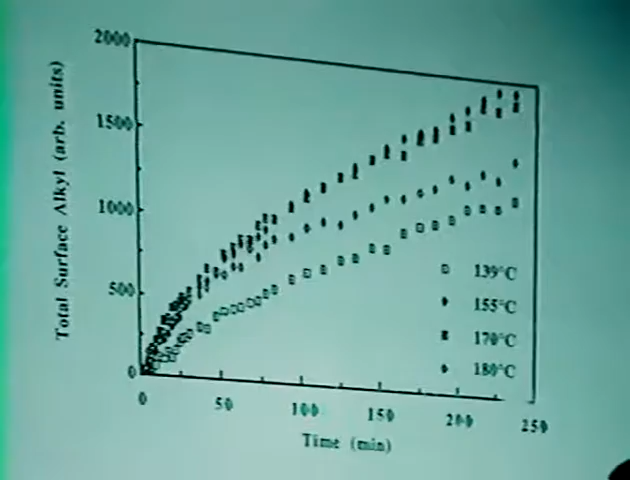 2000
1500
1000
500
0
Total Surface Alkyl (arb. units)
139°C
155°C
170°C
180°C
0 50 100 150 200 250
Time (min)